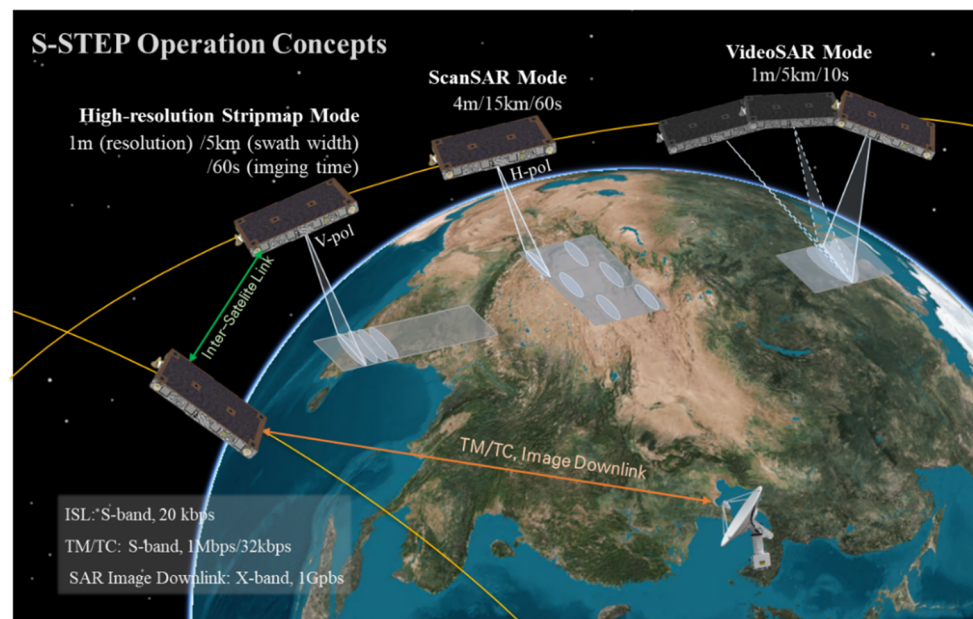 S-STEP Operation Concepts
VideoSAR Mode
1m/5km/10s
ScanSAR Mode
4m/15km/60s
High-resolution Stripmap Mode
1m (resolution) /5km (swath width)
/60s (imging time)
H-pol
V-pol
Inter-Satelite Link
TM/TC, Image Downlink
ISL: S-band, 20 kbps
TM/TC: S-band, 1Mbps/32kbps
SAR Image Downlink: X-band, 1Gpbs